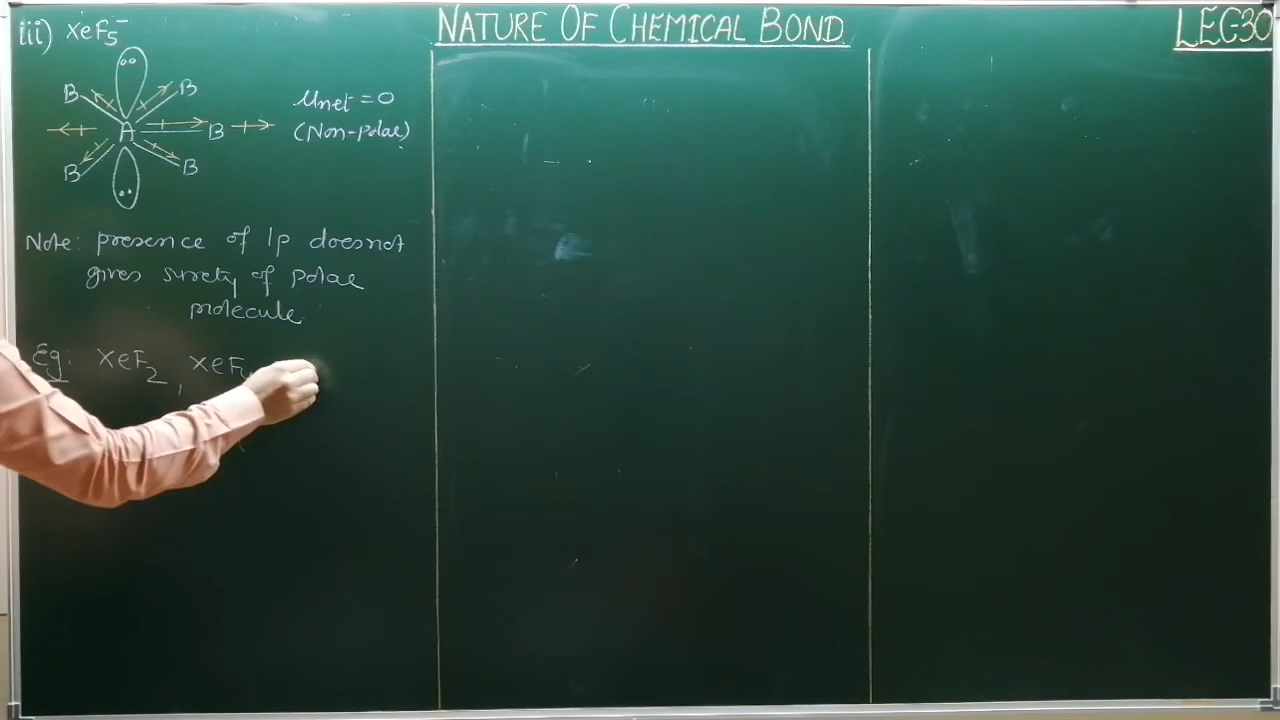 NATURE OF CHEMICAL BOND
LEC30
iii) XeF5⁻
B B
A B
B B
μnet = 0
(Non-polar)
Note: presence of lp doesnot
gives surety of polar
molecule
Eg: XeF2, XeF